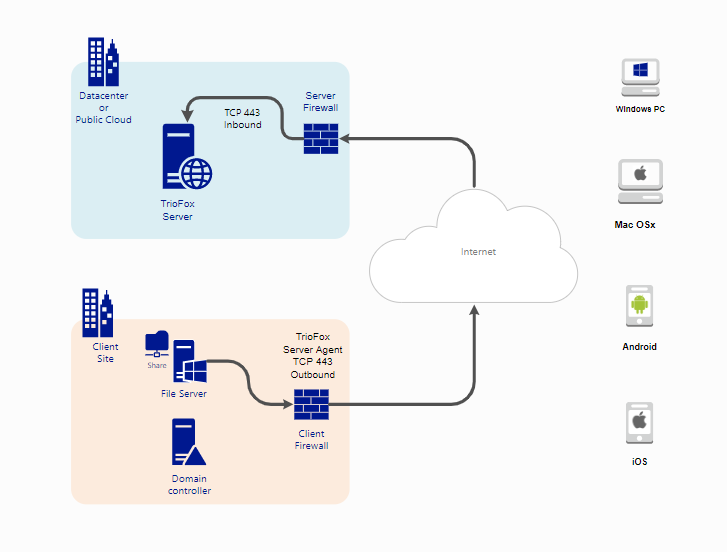 Datacenter
or
Public Cloud
TCP 443
Inbound
Server
Firewall
TrioFox
Server
Internet
Client
Site
Share
File Server
TrioFox
Server Agent
TCP 443
Outbound
Client
Firewall
Domain
controller
Windows PC
Mac OSx
Android
iOS